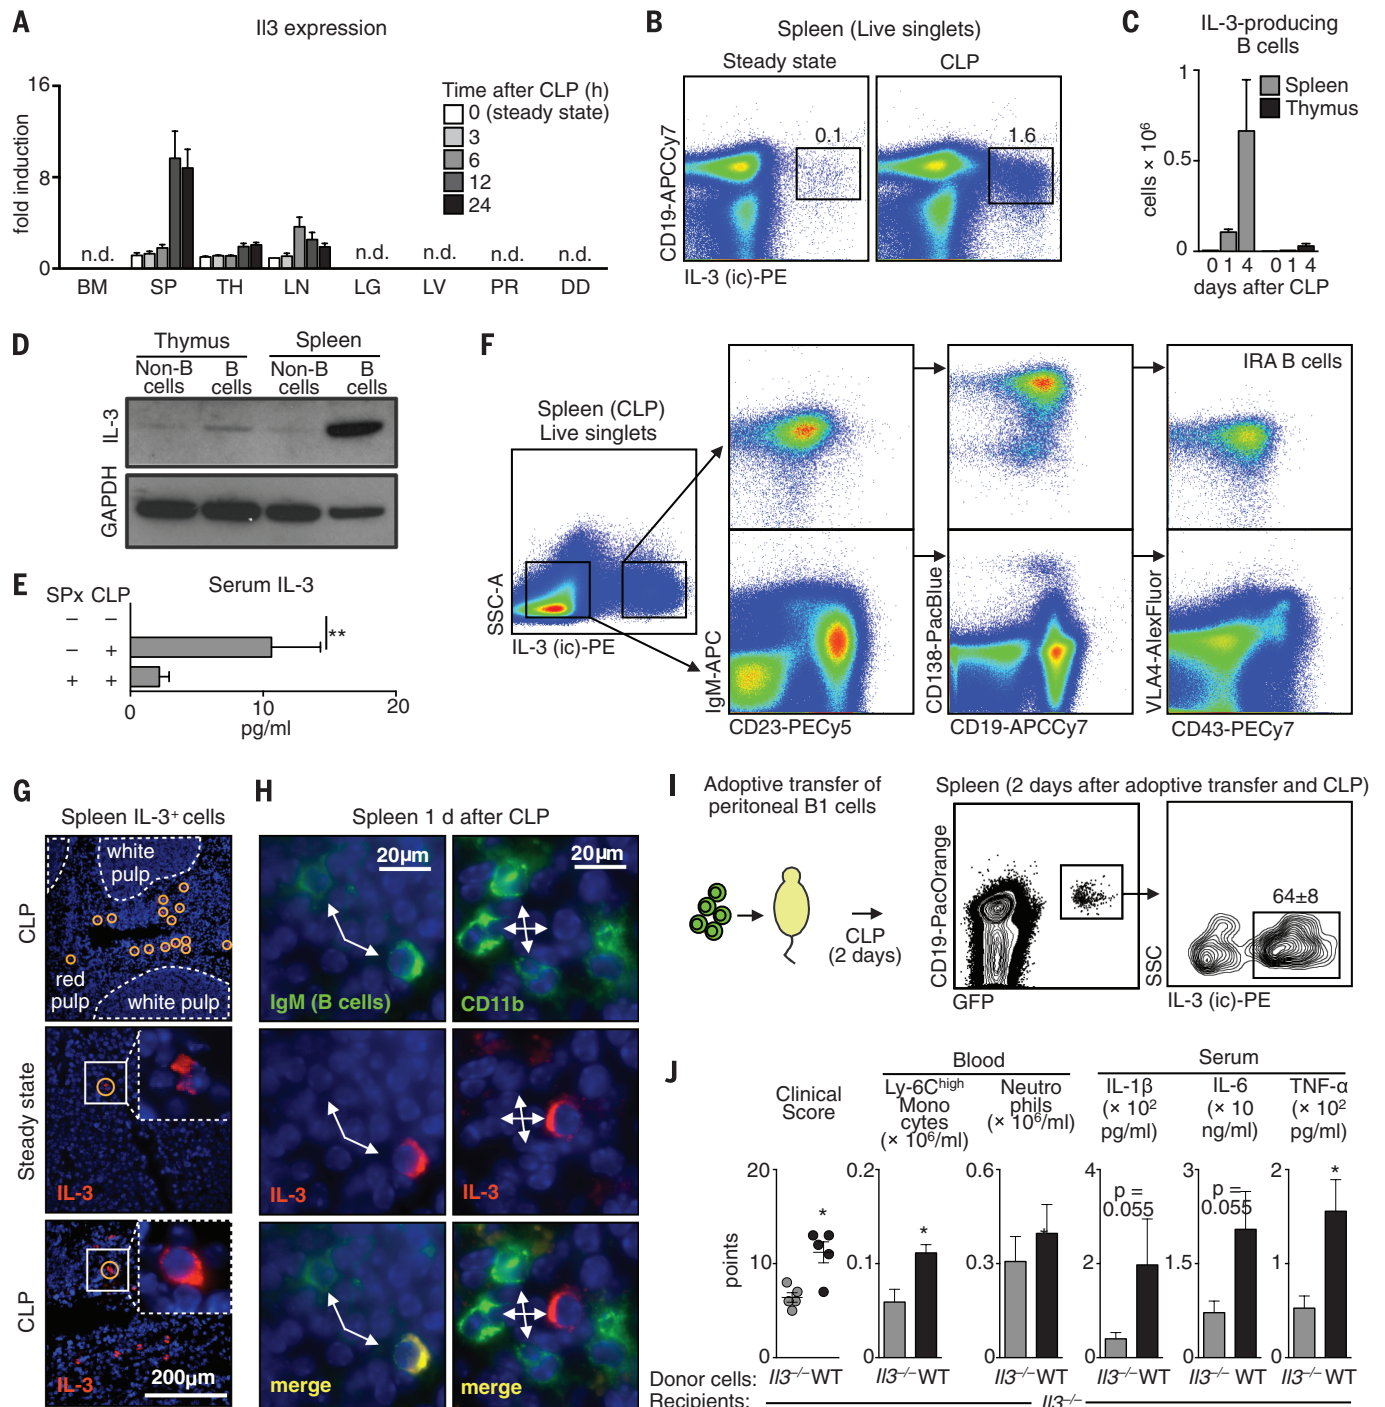 A
Il3 expression
16
8
0
fold induction
Time after CLP (h)
0 (steady state)
3
6
12
24
n.d.
n.d.
n.d.
n.d.
n.d.
BM SP TH LN LG LV PR DD
B
Spleen (Live singlets)
Steady state CLP
0.1
1.6
CD19-APCCy7
IL-3 (ic)-PE
C
IL-3-producing
B cells
1
0.5
0
cells × 10⁶
Spleen
Thymus
0 1 4 0 1 4
days after CLP
D
Thymus Spleen
Non-B cells
B cells
Non-B cells
B cells
IL-3
GAPDH
E
Serum IL-3
SPx CLP
– –
– +
+ +
**
0 10 20
pg/ml
F
Spleen (CLP)
Live singlets
SSC-A
IL-3 (ic)-PE
IRA B cells
IgM-APC
CD23-PECy5
CD138-PacBlue
CD19-APCCy7
VLA4-AlexFluor
CD43-PECy7
G
Spleen IL-3⁺ cells
CLP
white
pulp
red
pulp
white pulp
Steady state
IL-3
CLP
IL-3
200µm
H
Spleen 1 d after CLP
20µm
20µm
IgM (B cells)
CD11b
IL-3
IL-3
merge
merge
I
Adoptive transfer of
peritoneal B1 cells
CLP
(2 days)
Spleen (2 days after adoptive transfer and CLP)
CD19-PacOrange
GFP
64±8
SSC
IL-3 (ic)-PE
J
Blood
Serum
Clinical
Score
Ly-6Cʰⁱᵍʰ
Mono
cytes
(× 10⁶/ml)
Neutro
phils
(× 10⁶/ml)
IL-1β
(× 10²
pg/ml)
IL-6
(× 10
ng/ml)
TNF-α
(× 10²
pg/ml)
points
20
10
0
*
0.2
0.1
0
*
0.6
0.3
0
*
4
2
0
p =
0.055
3
1.5
0
p =
0.055
2
1
0
*
Donor cells: Il3⁻/⁻ WT Il3⁻/⁻ WT Il3⁻/⁻ WT Il3⁻/⁻ WT Il3⁻/⁻ WT Il3⁻/⁻ WT
Recipients: Il3⁻/⁻